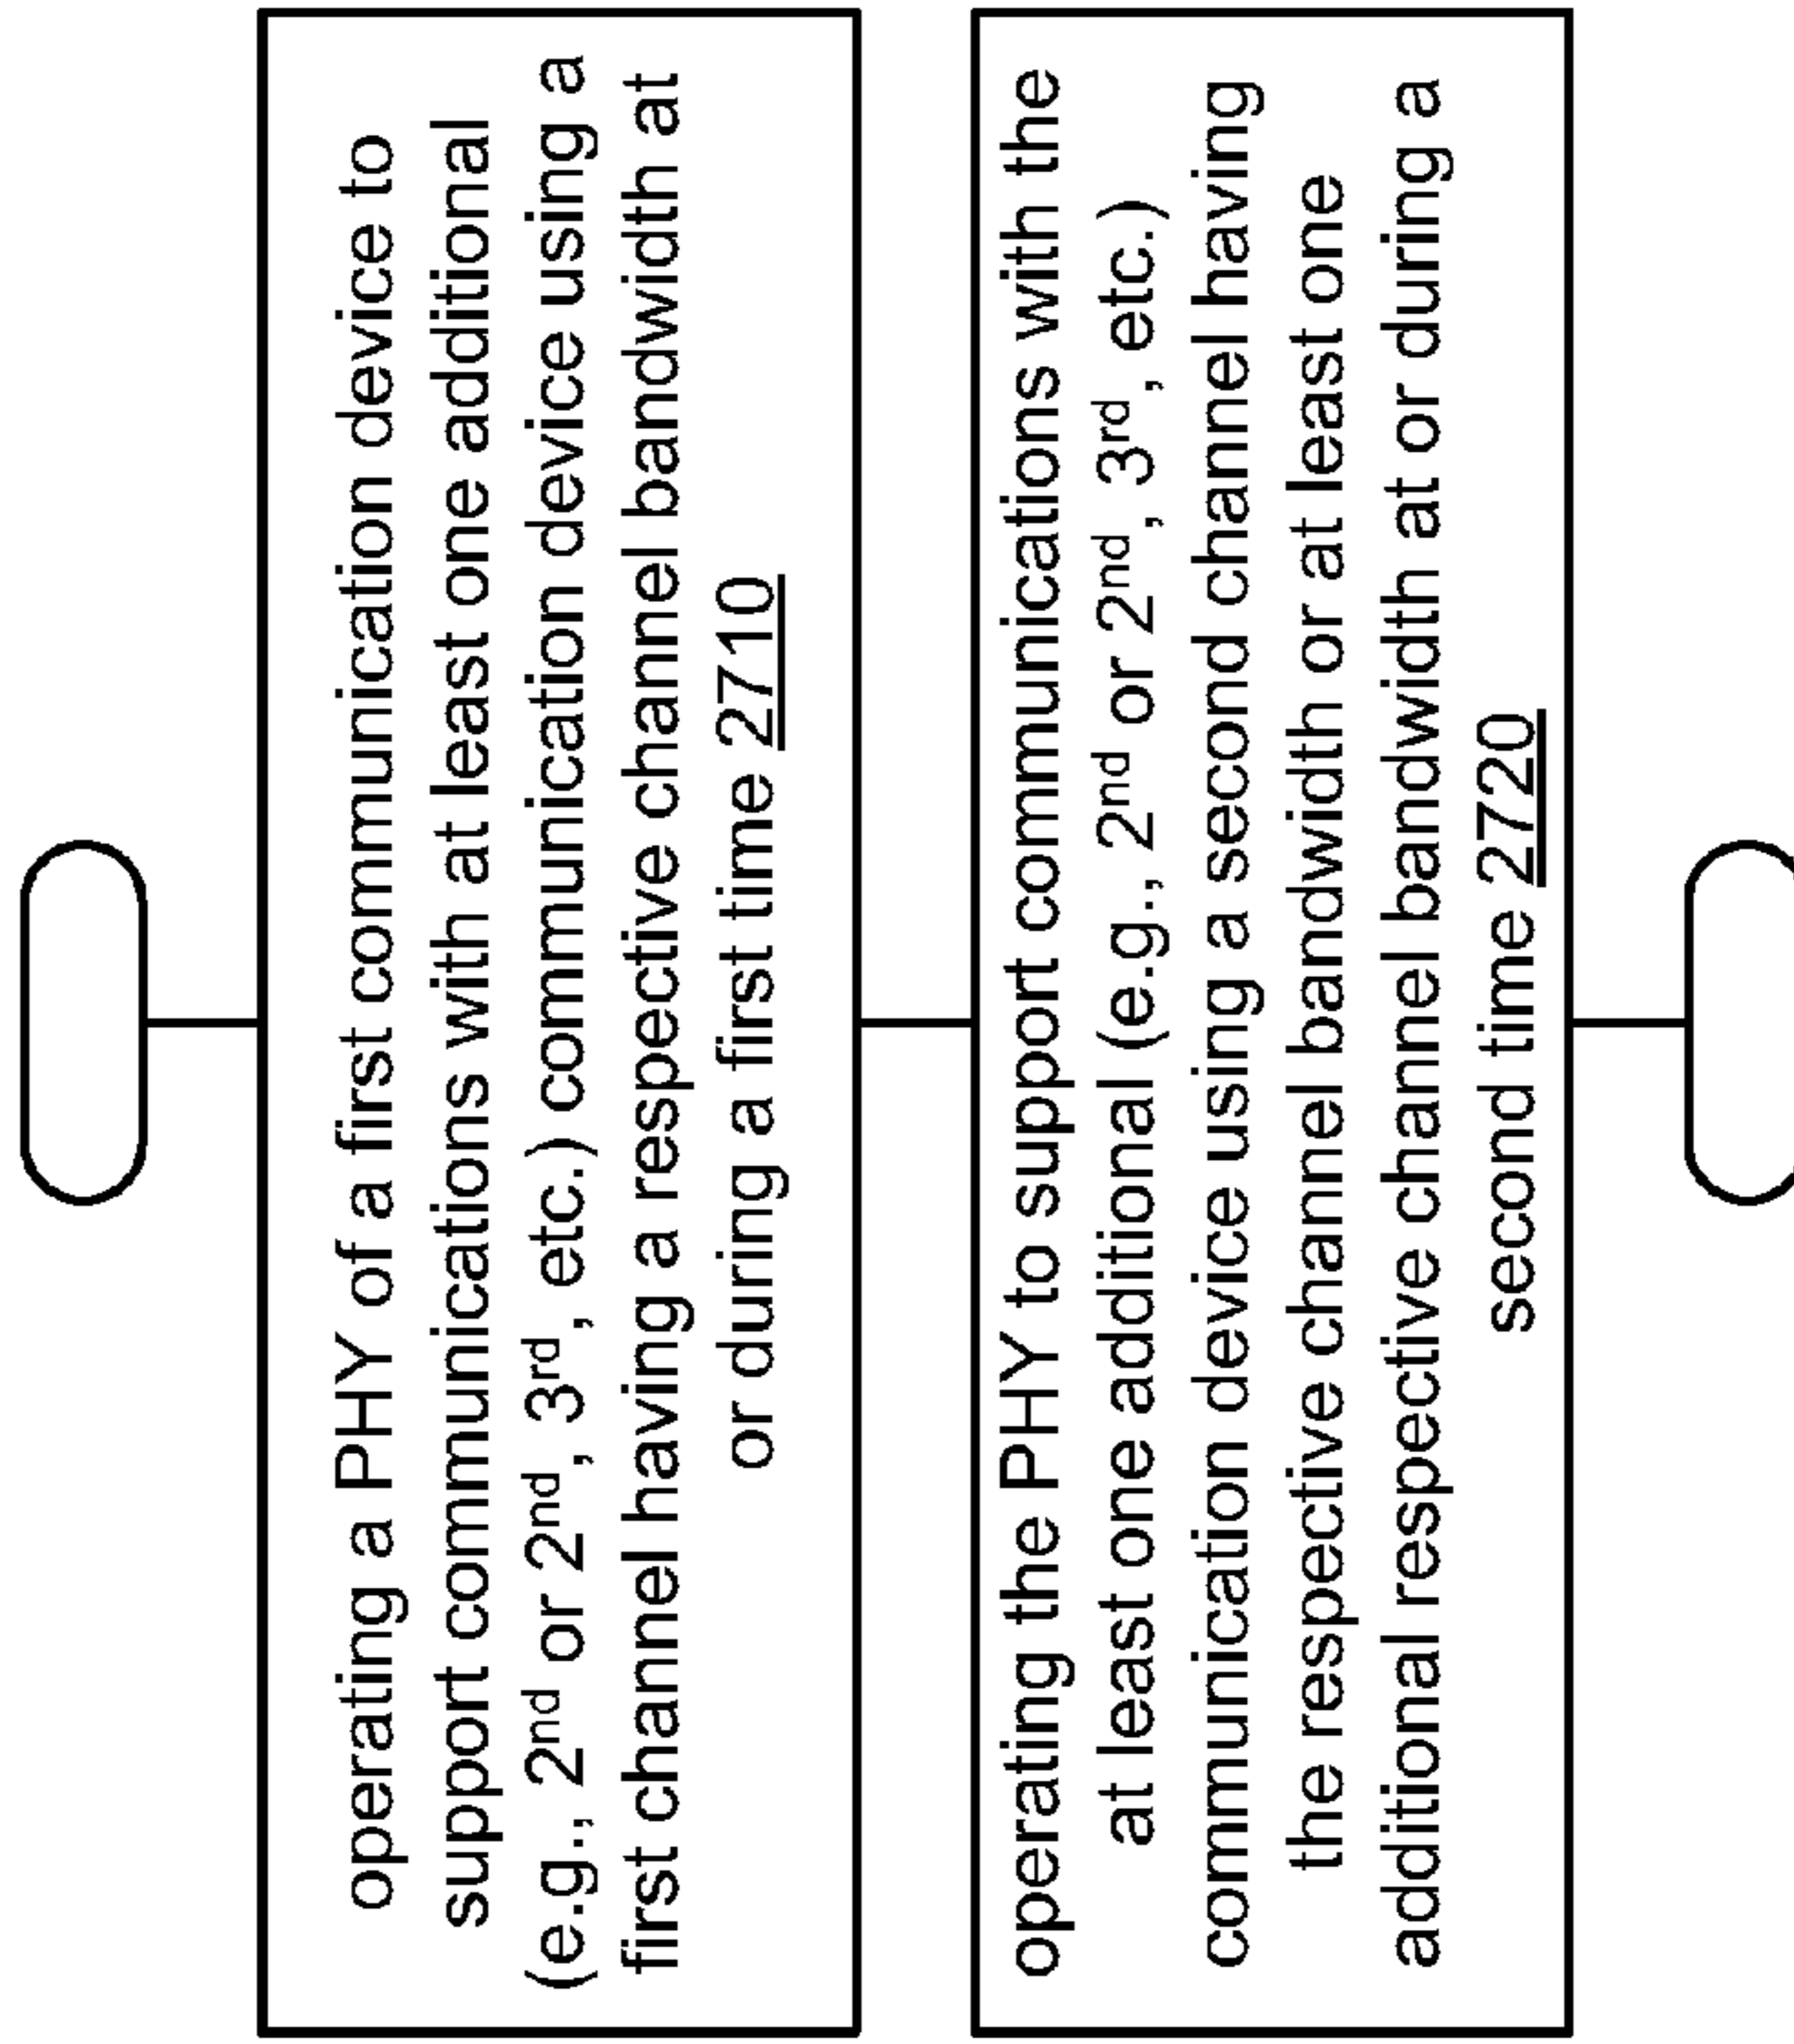 operating a PHY of a first communication device to
support communications with at least one additional
(e.g., 2nd or 2nd, 3rd, etc.) communication device using a
first channel having a respective channel bandwidth at
or during a first time 2710
operating the PHY to support communications with the
at least one additional (e.g., 2nd or 2nd, 3rd, etc.)
communication device using a second channel having
the respective channel bandwidth or at least one
additional respective channel bandwidth at or during a
second time 2720